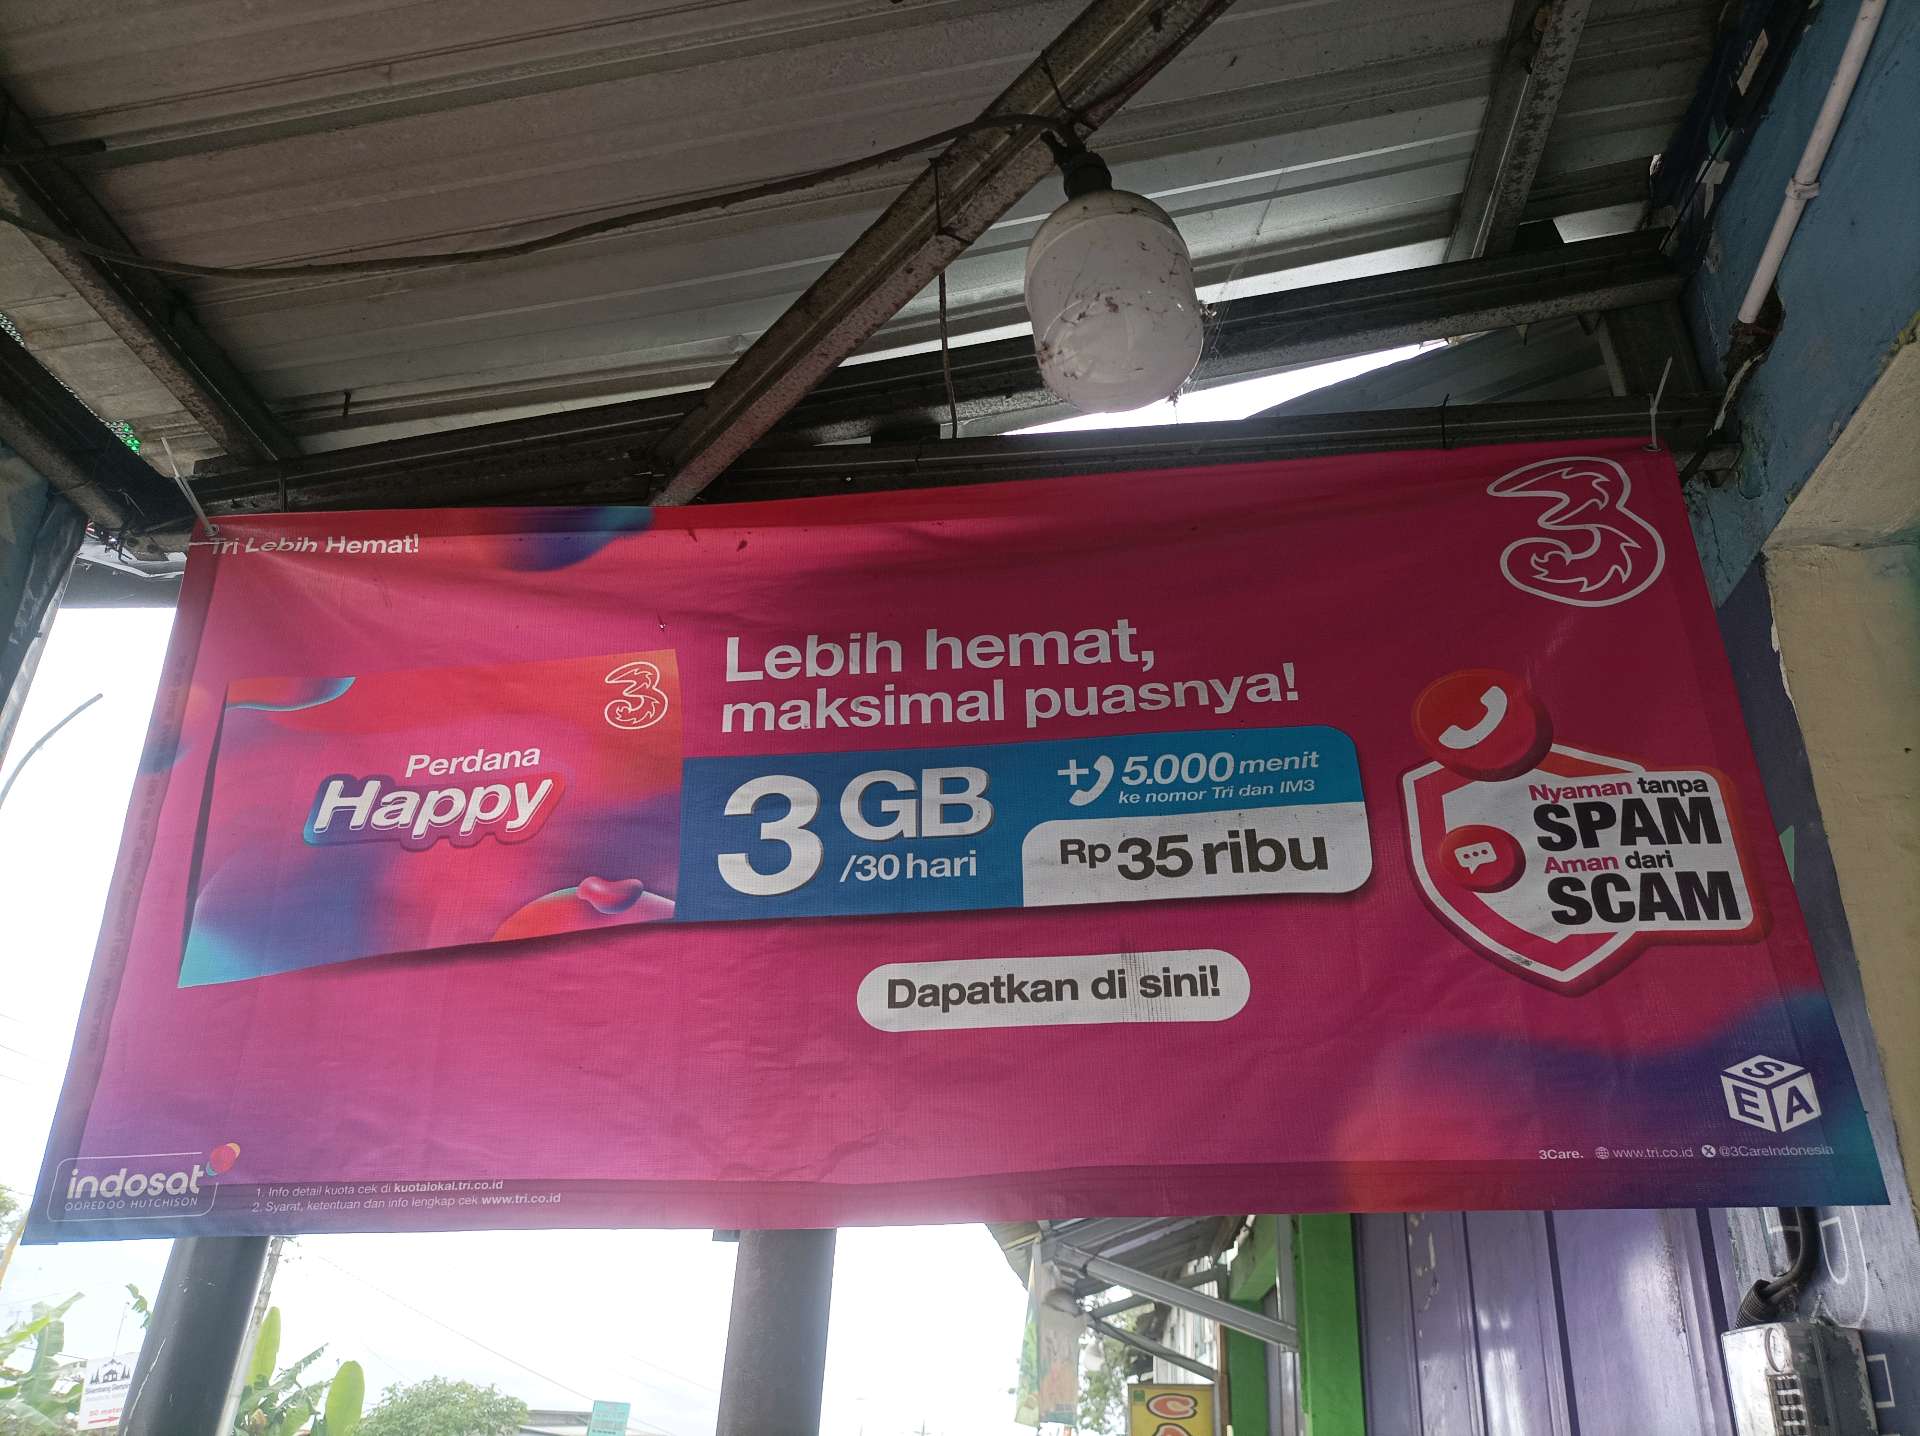 Tri Lebih Hemat!
3
Lebih hemat,
maksimal puasnya!
3
Perdana
Happy
3 GB
/30 hari
+ 5.000 menit
ke nomor Tri dan IM3
Rp 35 ribu
Nyaman tanpa
SPAM
Aman dari
SCAM
Dapatkan di sini!
ESA
3Care. www.tri.co.id @3CareIndonesia
indosat
OOREDOO HUTCHISON
1. Info detail kuota cek di kuotalokal.tri.co.id
2. Syarat, ketentuan dan info lengkap cek www.tri.co.id